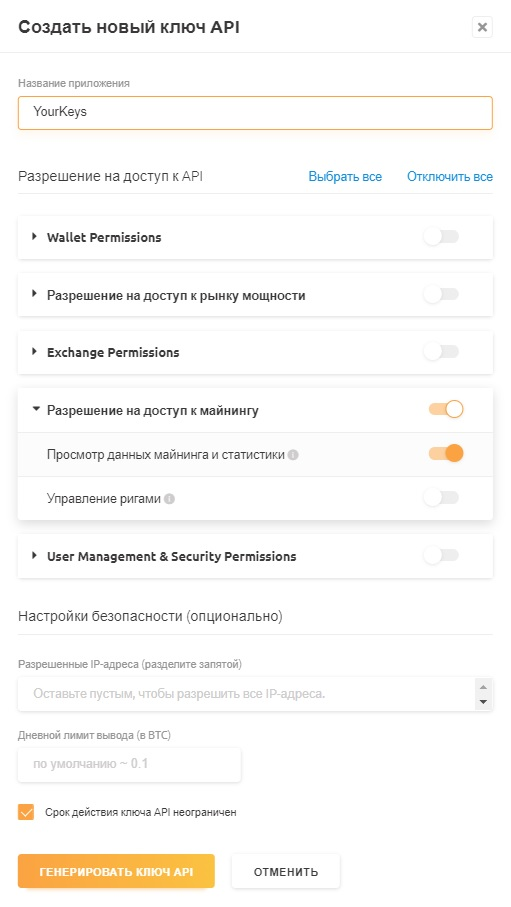 Создать новый ключ API
Название приложения
YourKeys
Разрешение на доступ к API Выбрать все Отключить все
Wallet Permissions
Разрешение на доступ к рынку мощности
Exchange Permissions
Разрешение на доступ к майнингу
Просмотр данных майнинга и статистики
Управление ригами
User Management & Security Permissions
Настройки безопасности (опционально)
Разрешенные IP-адреса (разделите запятой)
Оставьте пустым, чтобы разрешить все IP-адреса.
Дневной лимит вывода (в BTC)
по умолчанию ~ 0.1
Срок действия ключа API неограничен
ГЕНЕРИРОВАТЬ КЛЮЧ API ОТМЕНИТЬ